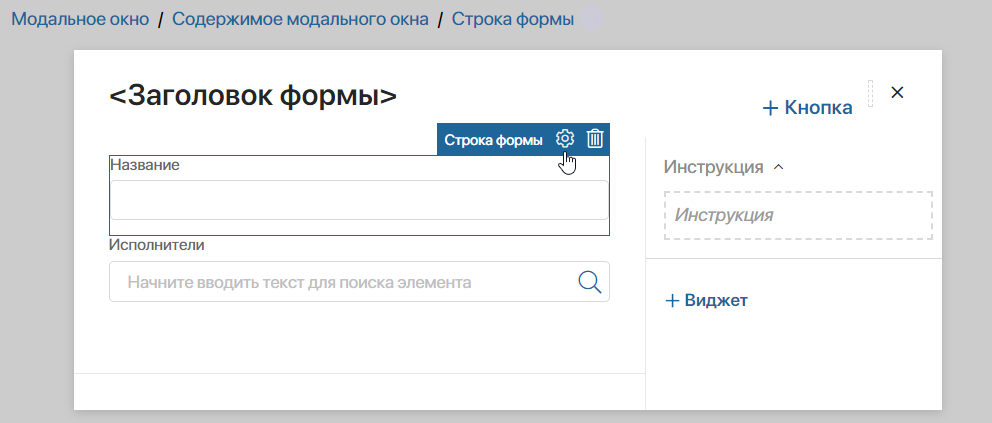 Модальное окно / Содержимое модального окна / Строка формы
<Заголовок формы>
+ Кнопка
Строка формы
Название
Инструкция
Инструкция
Исполнители
Начните вводить текст для поиска элемента
+ Виджет